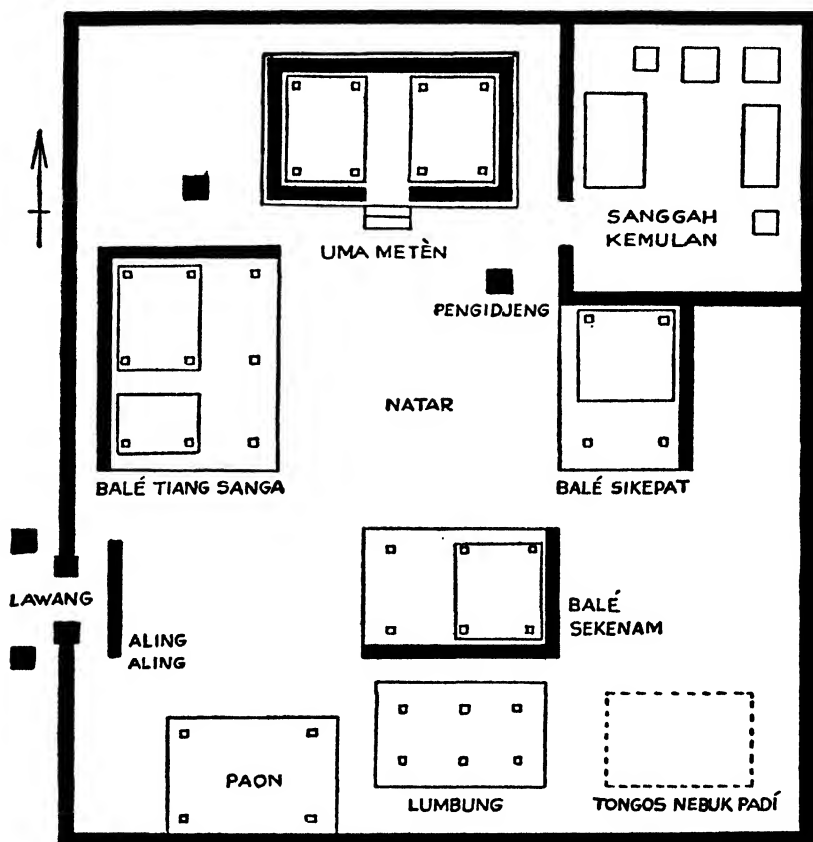 SANGGAH
KEMULAN
UMA METÈN
PENGIDJENG
NATAR
BALÉ TIANG SANGA
BALÉ SIKEPAT
LAWANG
ALING
ALING
BALÉ
SEKENAM
PAON
LUMBUNG
TONGOS NEBUK PADÍ